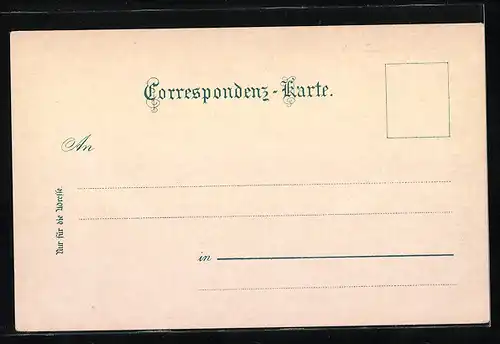 Correspondenz-Karte.
An
Nur für die Adresse.
in